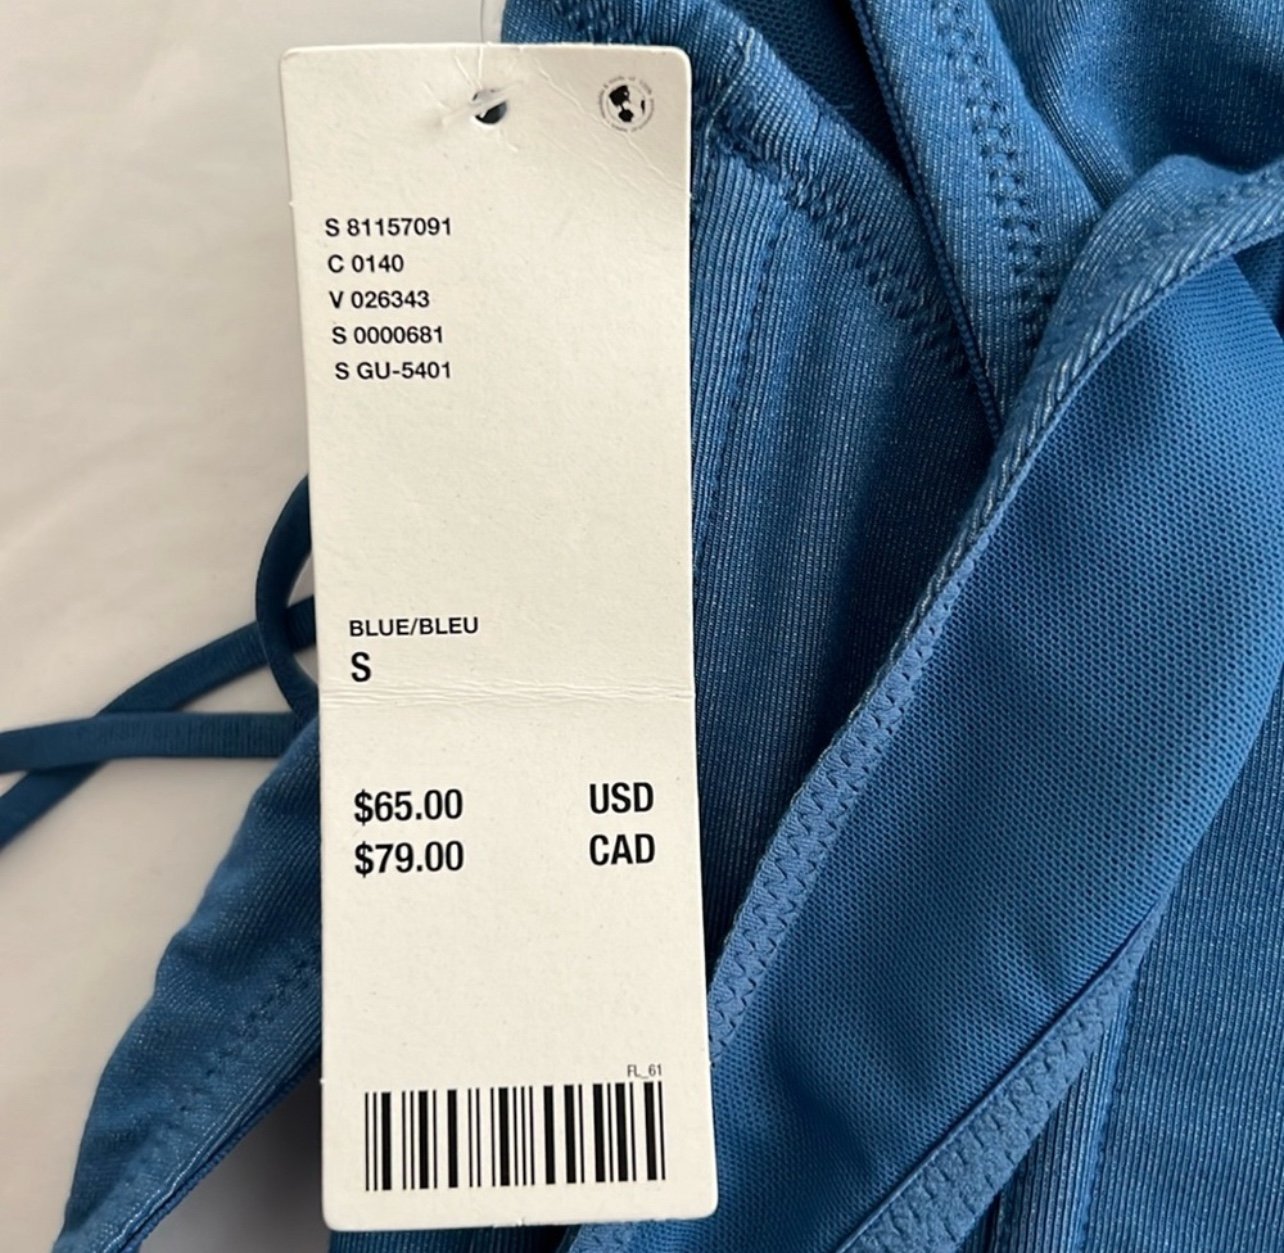 S 81157091
C 0140
V 026343
S 0000681
S GU-5401
BLUE/BLEU
S
$65.00 USD
$79.00 CAD
FL_61